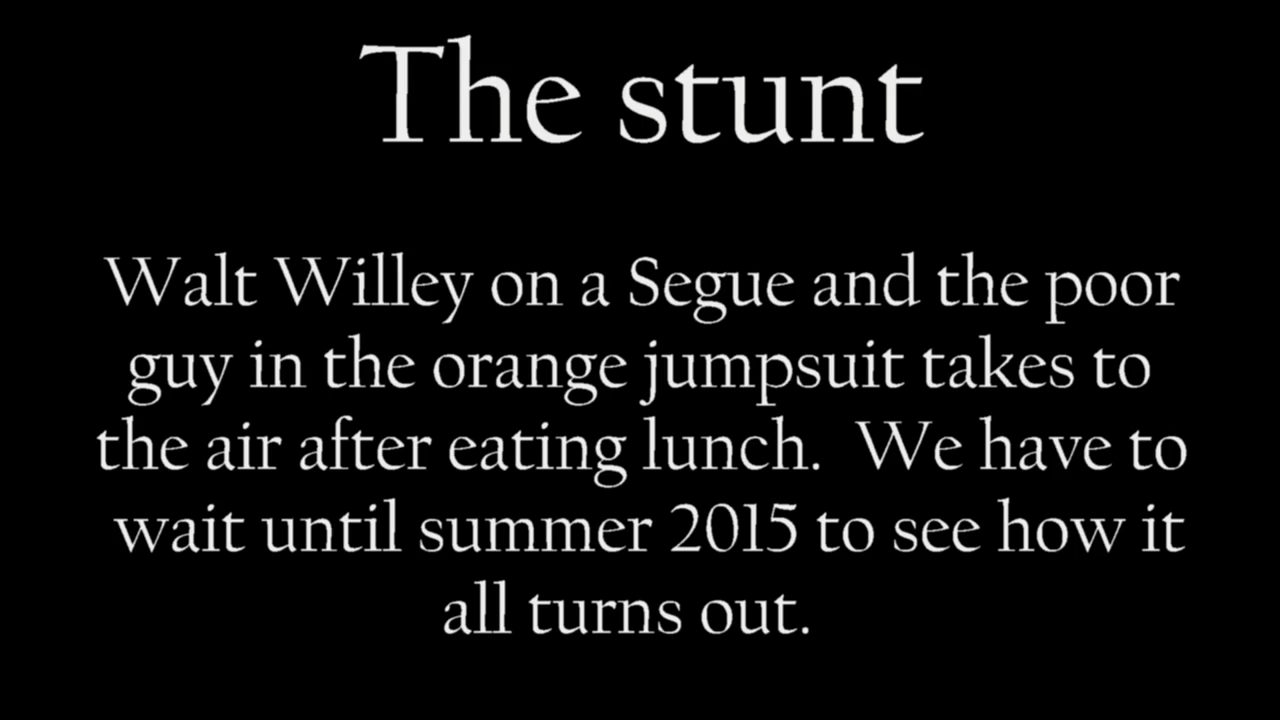 The stunt
Walt Willey on a Segue and the poor
guy in the orange jumpsuit takes to
the air after eating lunch.  We have to
wait until summer 2015 to see how it
all turns out.